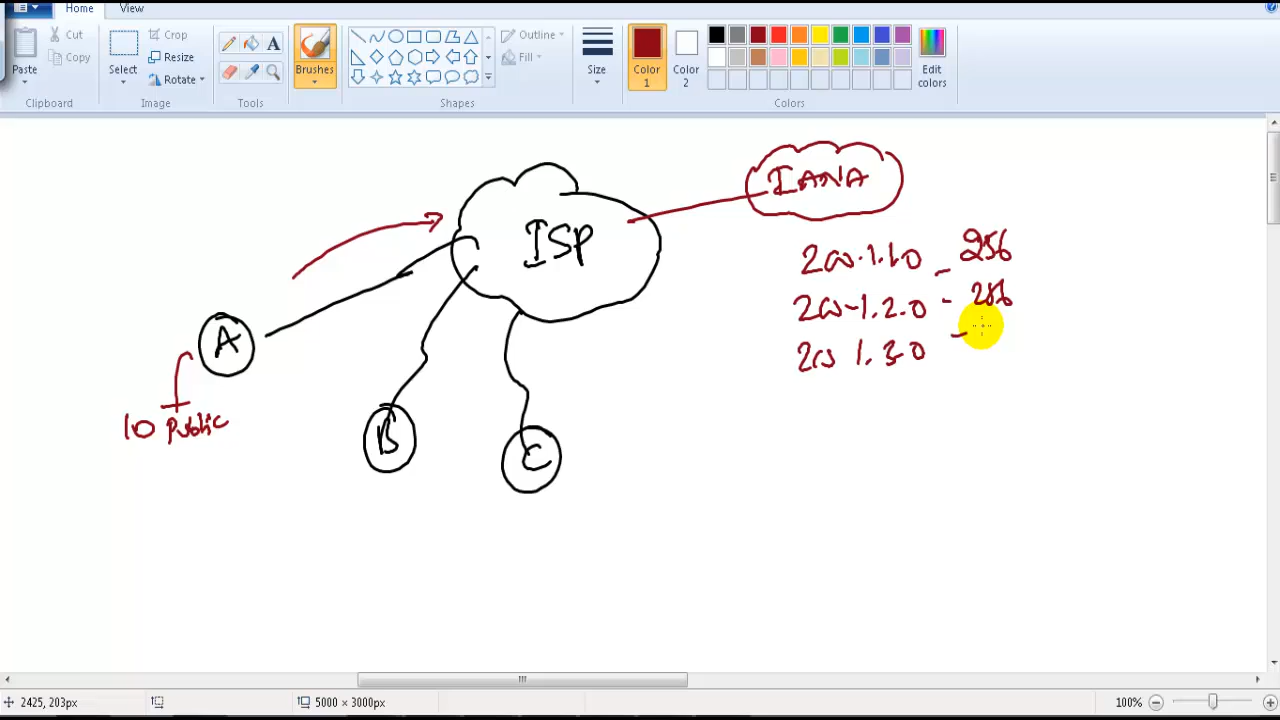 Home
View
Cut
Copy
Paste
Clipboard
Select
Crop
Resize
Rotate
Image
A
Tools
Brushes
Shapes
Outline
Fill
Size
Color 1
Color 2
Colors
Edit colors
IANA
ISP
200.1.1.0 - 256
200.1.2.0 - 256
200 1.3.0 -
A
10 Public
B
C
2425, 203px
5000 × 3000px
100%